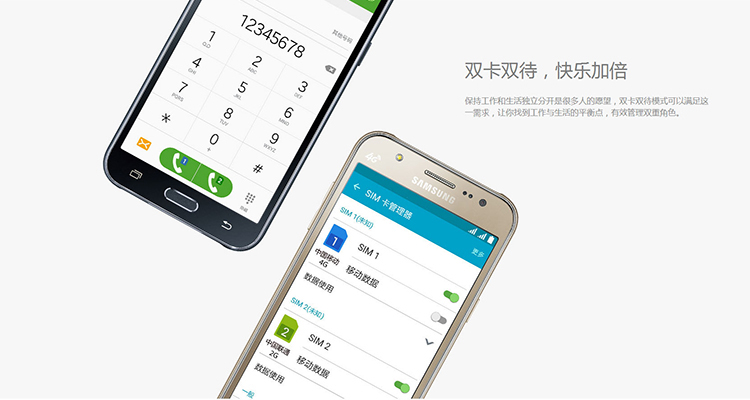 其他号码
12345678
1
QO
2
ABC
3
DEF
4
GHI
5
JKL
6
MNO
7
PQRS
8
TUV
9
WXYZ
*
0
+
#
1
2
双卡双待，快乐加倍
保持工作和生活独立分开是很多人的愿望，双卡双待模式可以满足这
一需求，让你找到工作与生活的平衡点，有效管理双重角色。
4G+
SAMSUNG
SIM 卡管理器
更多
SIM 1(未知)
1
SIM 1
中国移动
4G
移动数据
数据使用
SIM 2(未知)
2
SIM 2
中国联通
2G
移动数据
数据使用
一般